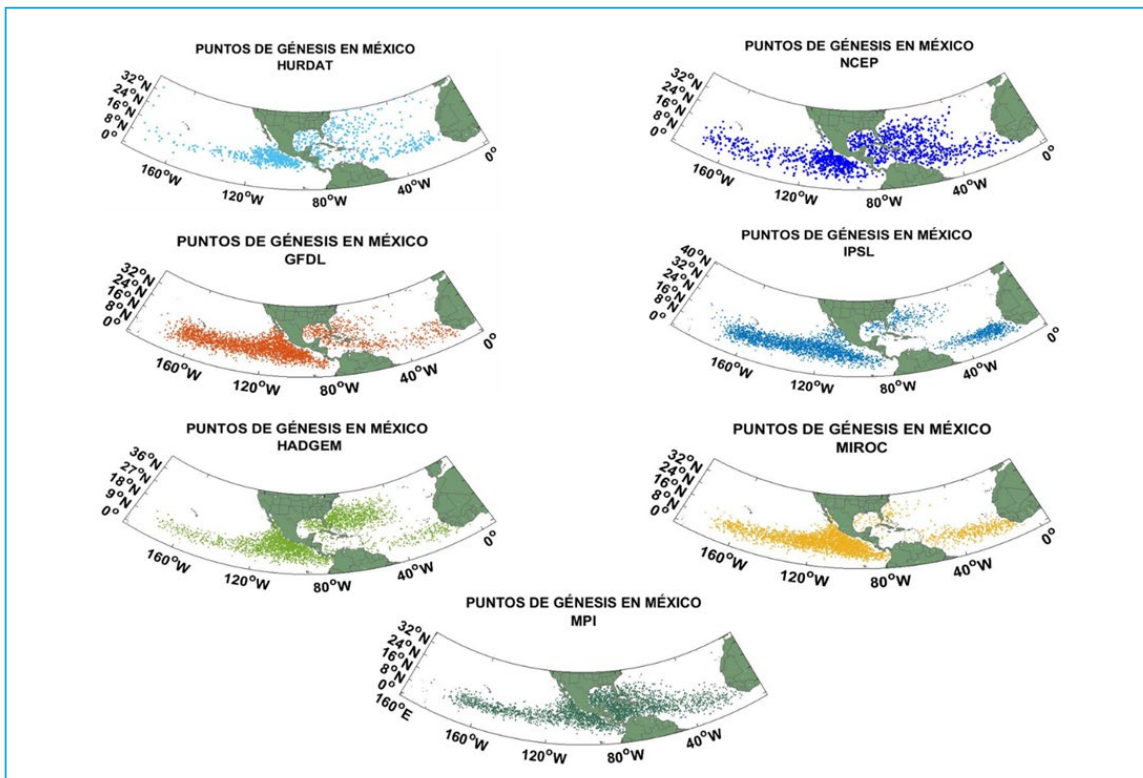 PUNTOS DE GÉNESIS EN MÉXICO
HURDAT
32°N
24°N
16°N
8°N
0°
160°W
120°W
80°W
40°W
0°
PUNTOS DE GÉNESIS EN MÉXICO
NCEP
32°N
24°N
16°N
8°N
0°
160°W
120°W
80°W
40°W
0°
PUNTOS DE GÉNESIS EN MÉXICO
GFDL
32°N
24°N
16°N
8°N
0°
160°W
120°W
80°W
40°W
0°
PUNTOS DE GÉNESIS EN MÉXICO
IPSL
40°N
32°N
24°N
16°N
8°N
0°
160°W
120°W
80°W
40°W
0°
PUNTOS DE GÉNESIS EN MÉXICO
HADGEM
36°N
27°N
18°N
9°N
0°
160°W
120°W
80°W
40°W
0°
PUNTOS DE GÉNESIS EN MÉXICO
MIROC
32°N
24°N
16°N
8°N
0°
160°W
120°W
80°W
40°W
0°
PUNTOS DE GÉNESIS EN MÉXICO
MPI
32°N
24°N
16°N
8°N
0°
160°E
160°W
120°W
80°W
40°W